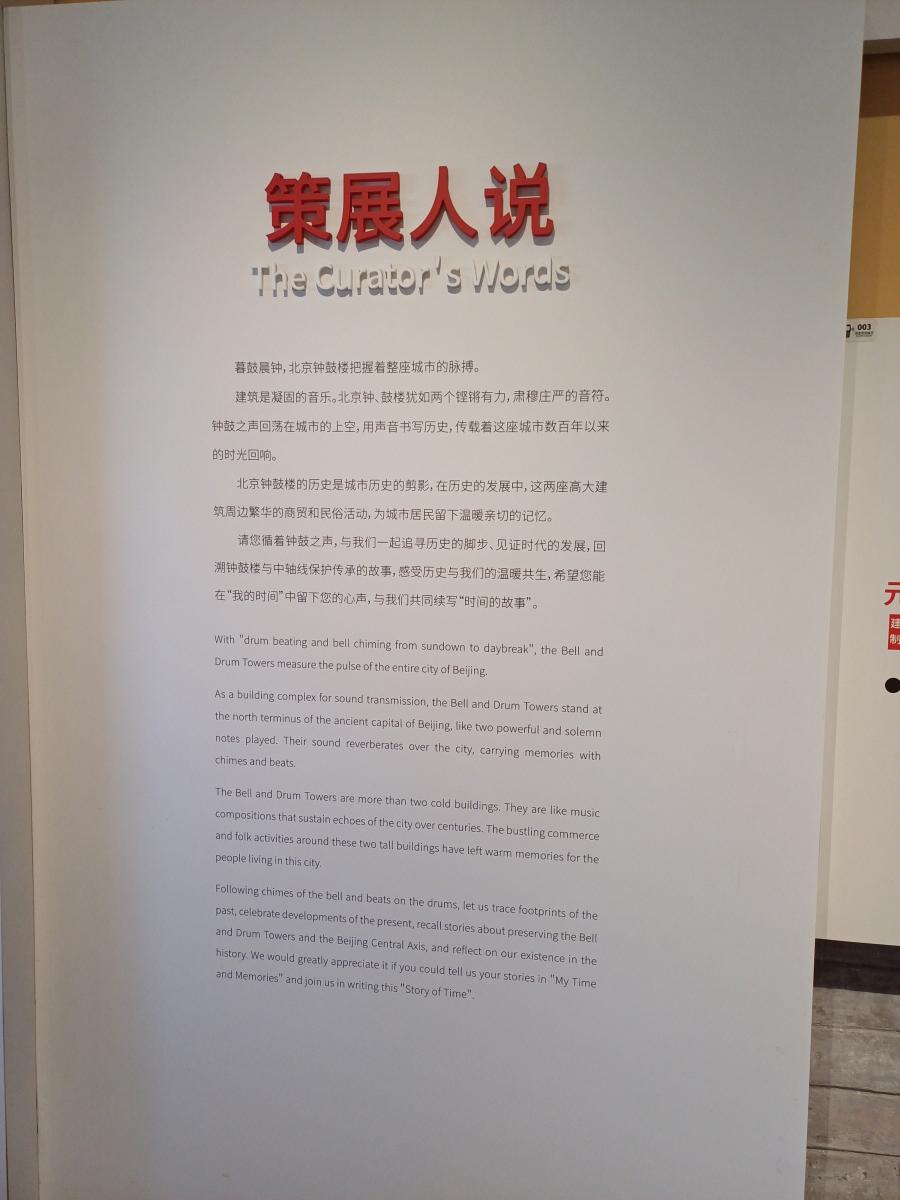 策展人说
The Curator's Words
暮鼓晨钟,北京钟鼓楼把握着整座城市的脉搏。
建筑是凝固的音乐。北京钟、鼓楼犹如两个铿锵有力,肃穆庄严的音符。
钟鼓之声回荡在城市的上空,用声音书写历史,传载着这座城市数百年以来
的时光回响。
北京钟鼓楼的历史是城市历史的剪影,在历史的发展中,这两座高大建
筑周边繁华的商贸和民俗活动,为城市居民留下温暖亲切的记忆。
请您循着钟鼓之声,与我们一起追寻历史的脚步、见证时代的发展,回
溯钟鼓楼与中轴线保护传承的故事,感受历史与我们的温暖共生,希望您能
在“我的时间”中留下您的心声,与我们共同续写“时间的故事”。
With "drum beating and bell chiming from sundown to daybreak", the Bell and
Drum Towers measure the pulse of the entire city of Beijing.
As a building complex for sound transmission, the Bell and Drum Towers stand at
the north terminus of the ancient capital of Beijing, like two powerful and solemn
notes played. Their sound reverberates over the city, carrying memories with
chimes and beats.
The Bell and Drum Towers are more than two cold buildings. They are like music
compositions that sustain echoes of the city over centuries. The bustling commerce
and folk activities around these two tall buildings have left warm memories for the
people living in this city.
Following chimes of the bell and beats on the drums, let us trace footprints of the
past, celebrate developments of the present, recall stories about preserving the Bell
and Drum Towers and the Beijing Central Axis, and reflect on our existence in the
history. We would greatly appreciate it if you could tell us your stories in "My Time
and Memories" and join us in writing this "Story of Time".
003
元
建
制